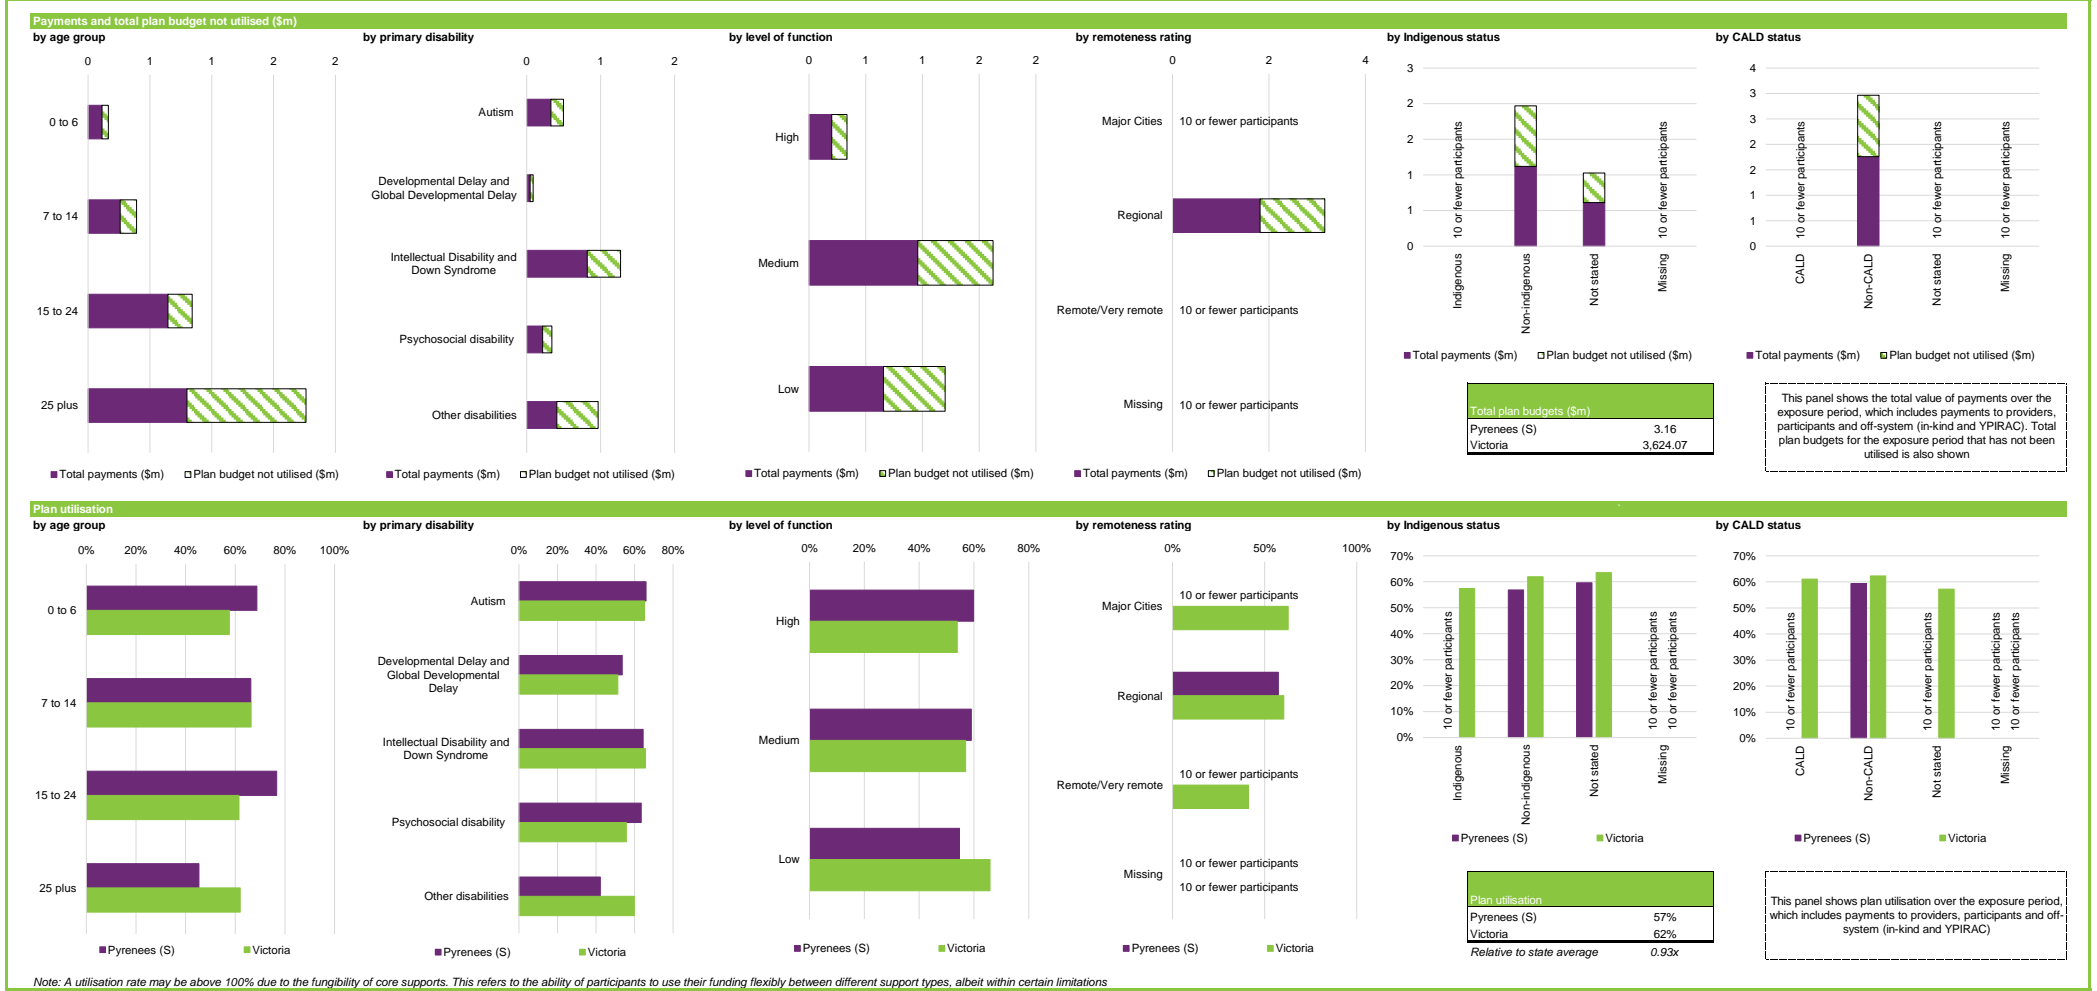 Payments and total plan budget not utilised ($m)
by age group
0 1 1 2 2
0 to 6
7 to 14
15 to 24
25 plus
Total payments ($m) Plan budget not utilised ($m)
by primary disability
0 1 2
Autism
Developmental Delay and
Global Developmental Delay
Intellectual Disability and
Down Syndrome
Psychosocial disability
Other disabilities
Total payments ($m) Plan budget not utilised ($m)
by level of function
0 1 1 2 2
High
Medium
Low
Total payments ($m) Plan budget not utilised ($m)
by remoteness rating
0 2 4
Major Cities 10 or fewer participants
Regional
Remote/Very remote 10 or fewer participants
Missing 10 or fewer participants
Total payments ($m) Plan budget not utilised ($m)
by Indigenous status
3
2
2
1
1
0
10 or fewer participants
10 or fewer participants
Indigenous
Non-indigenous
Not stated
Missing
Total payments ($m) Plan budget not utilised ($m)
by CALD status
4
3
3
2
2
1
1
0
10 or fewer participants
10 or fewer participants
10 or fewer participants
CALD
Non-CALD
Not stated
Missing
Total payments ($m) Plan budget not utilised ($m)
Total plan budgets ($m)
Pyrenees (S) 3.16
Victoria 3,624.07
This panel shows the total value of payments over the
exposure period, which includes payments to providers,
participants and off-system (in-kind and YPIRAC). Total
plan budgets for the exposure period that has not been
utilised is also shown
Plan utilisation
by age group
0% 20% 40% 60% 80% 100%
0 to 6
7 to 14
15 to 24
25 plus
Pyrenees (S) Victoria
by primary disability
0% 20% 40% 60% 80%
Autism
Developmental Delay and
Global Developmental
Delay
Intellectual Disability and
Down Syndrome
Psychosocial disability
Other disabilities
Pyrenees (S) Victoria
by level of function
0% 20% 40% 60% 80%
High
Medium
Low
Pyrenees (S) Victoria
by remoteness rating
0% 50% 100%
10 or fewer participants
Major Cities
Regional
10 or fewer participants
Remote/Very remote
10 or fewer participants
Missing
10 or fewer participants
Pyrenees (S) Victoria
by Indigenous status
70%
60%
50%
40%
30%
20%
10%
0%
10 or fewer participants
10 or fewer participants
10 or fewer participants
Indigenous
Non-indigenous
Not stated
Missing
Pyrenees (S) Victoria
by CALD status
70%
60%
50%
40%
30%
20%
10%
0%
10 or fewer participants
10 or fewer participants
10 or fewer participants
CALD
Non-CALD
Not stated
Missing
Pyrenees (S) Victoria
Plan utilisation
Pyrenees (S) 57%
Victoria 62%
Relative to state average 0.93x
This panel shows plan utilisation over the exposure period,
which includes payments to providers, participants and off-
system (in-kind and YPIRAC)
Note: A utilisation rate may be above 100% due to the fungibility of core supports. This refers to the ability of participants to use their funding flexibly between different support types, albeit within certain limitations